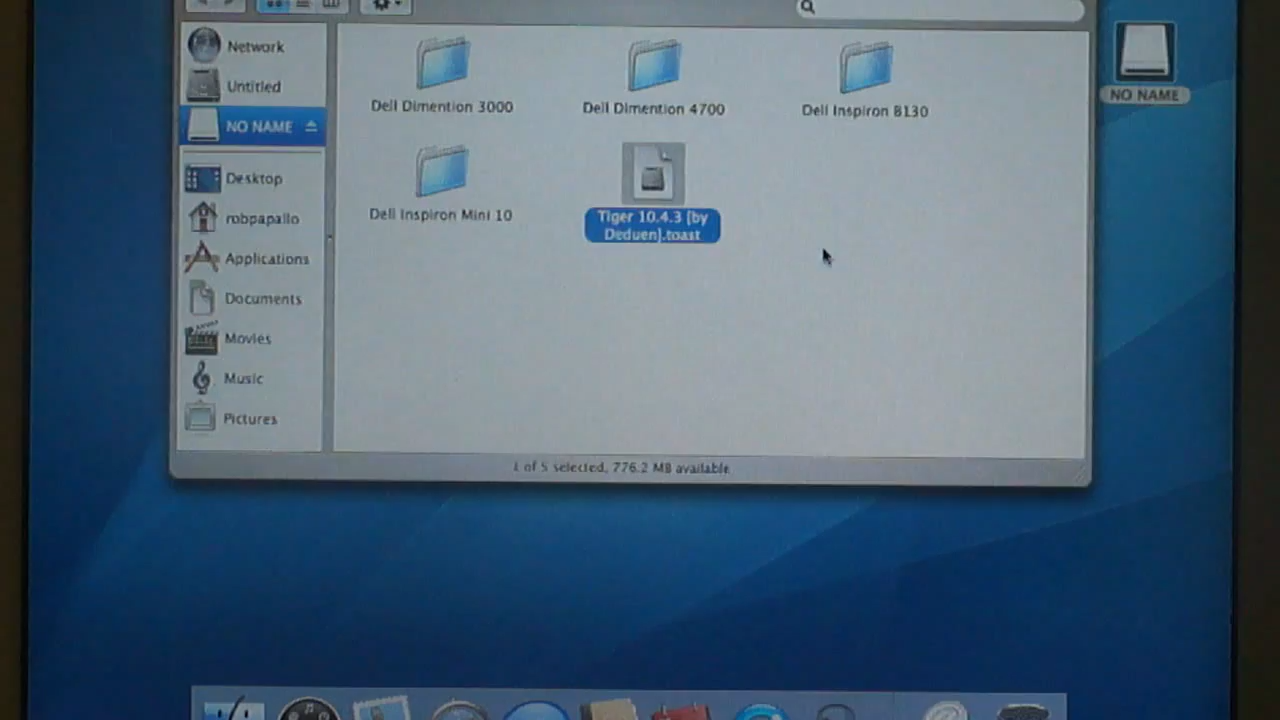 Network
Untitled
NO NAME
Desktop
robpapallo
Applications
Documents
Movies
Music
Pictures
Dell Dimention 3000
Dell Dimention 4700
Dell Inspiron B130
Dell Inspiron Mini 10
Tiger 10.4.3 [by
Deduen].toast
1 of 5 selected, 776.2 MB available
NO NAME